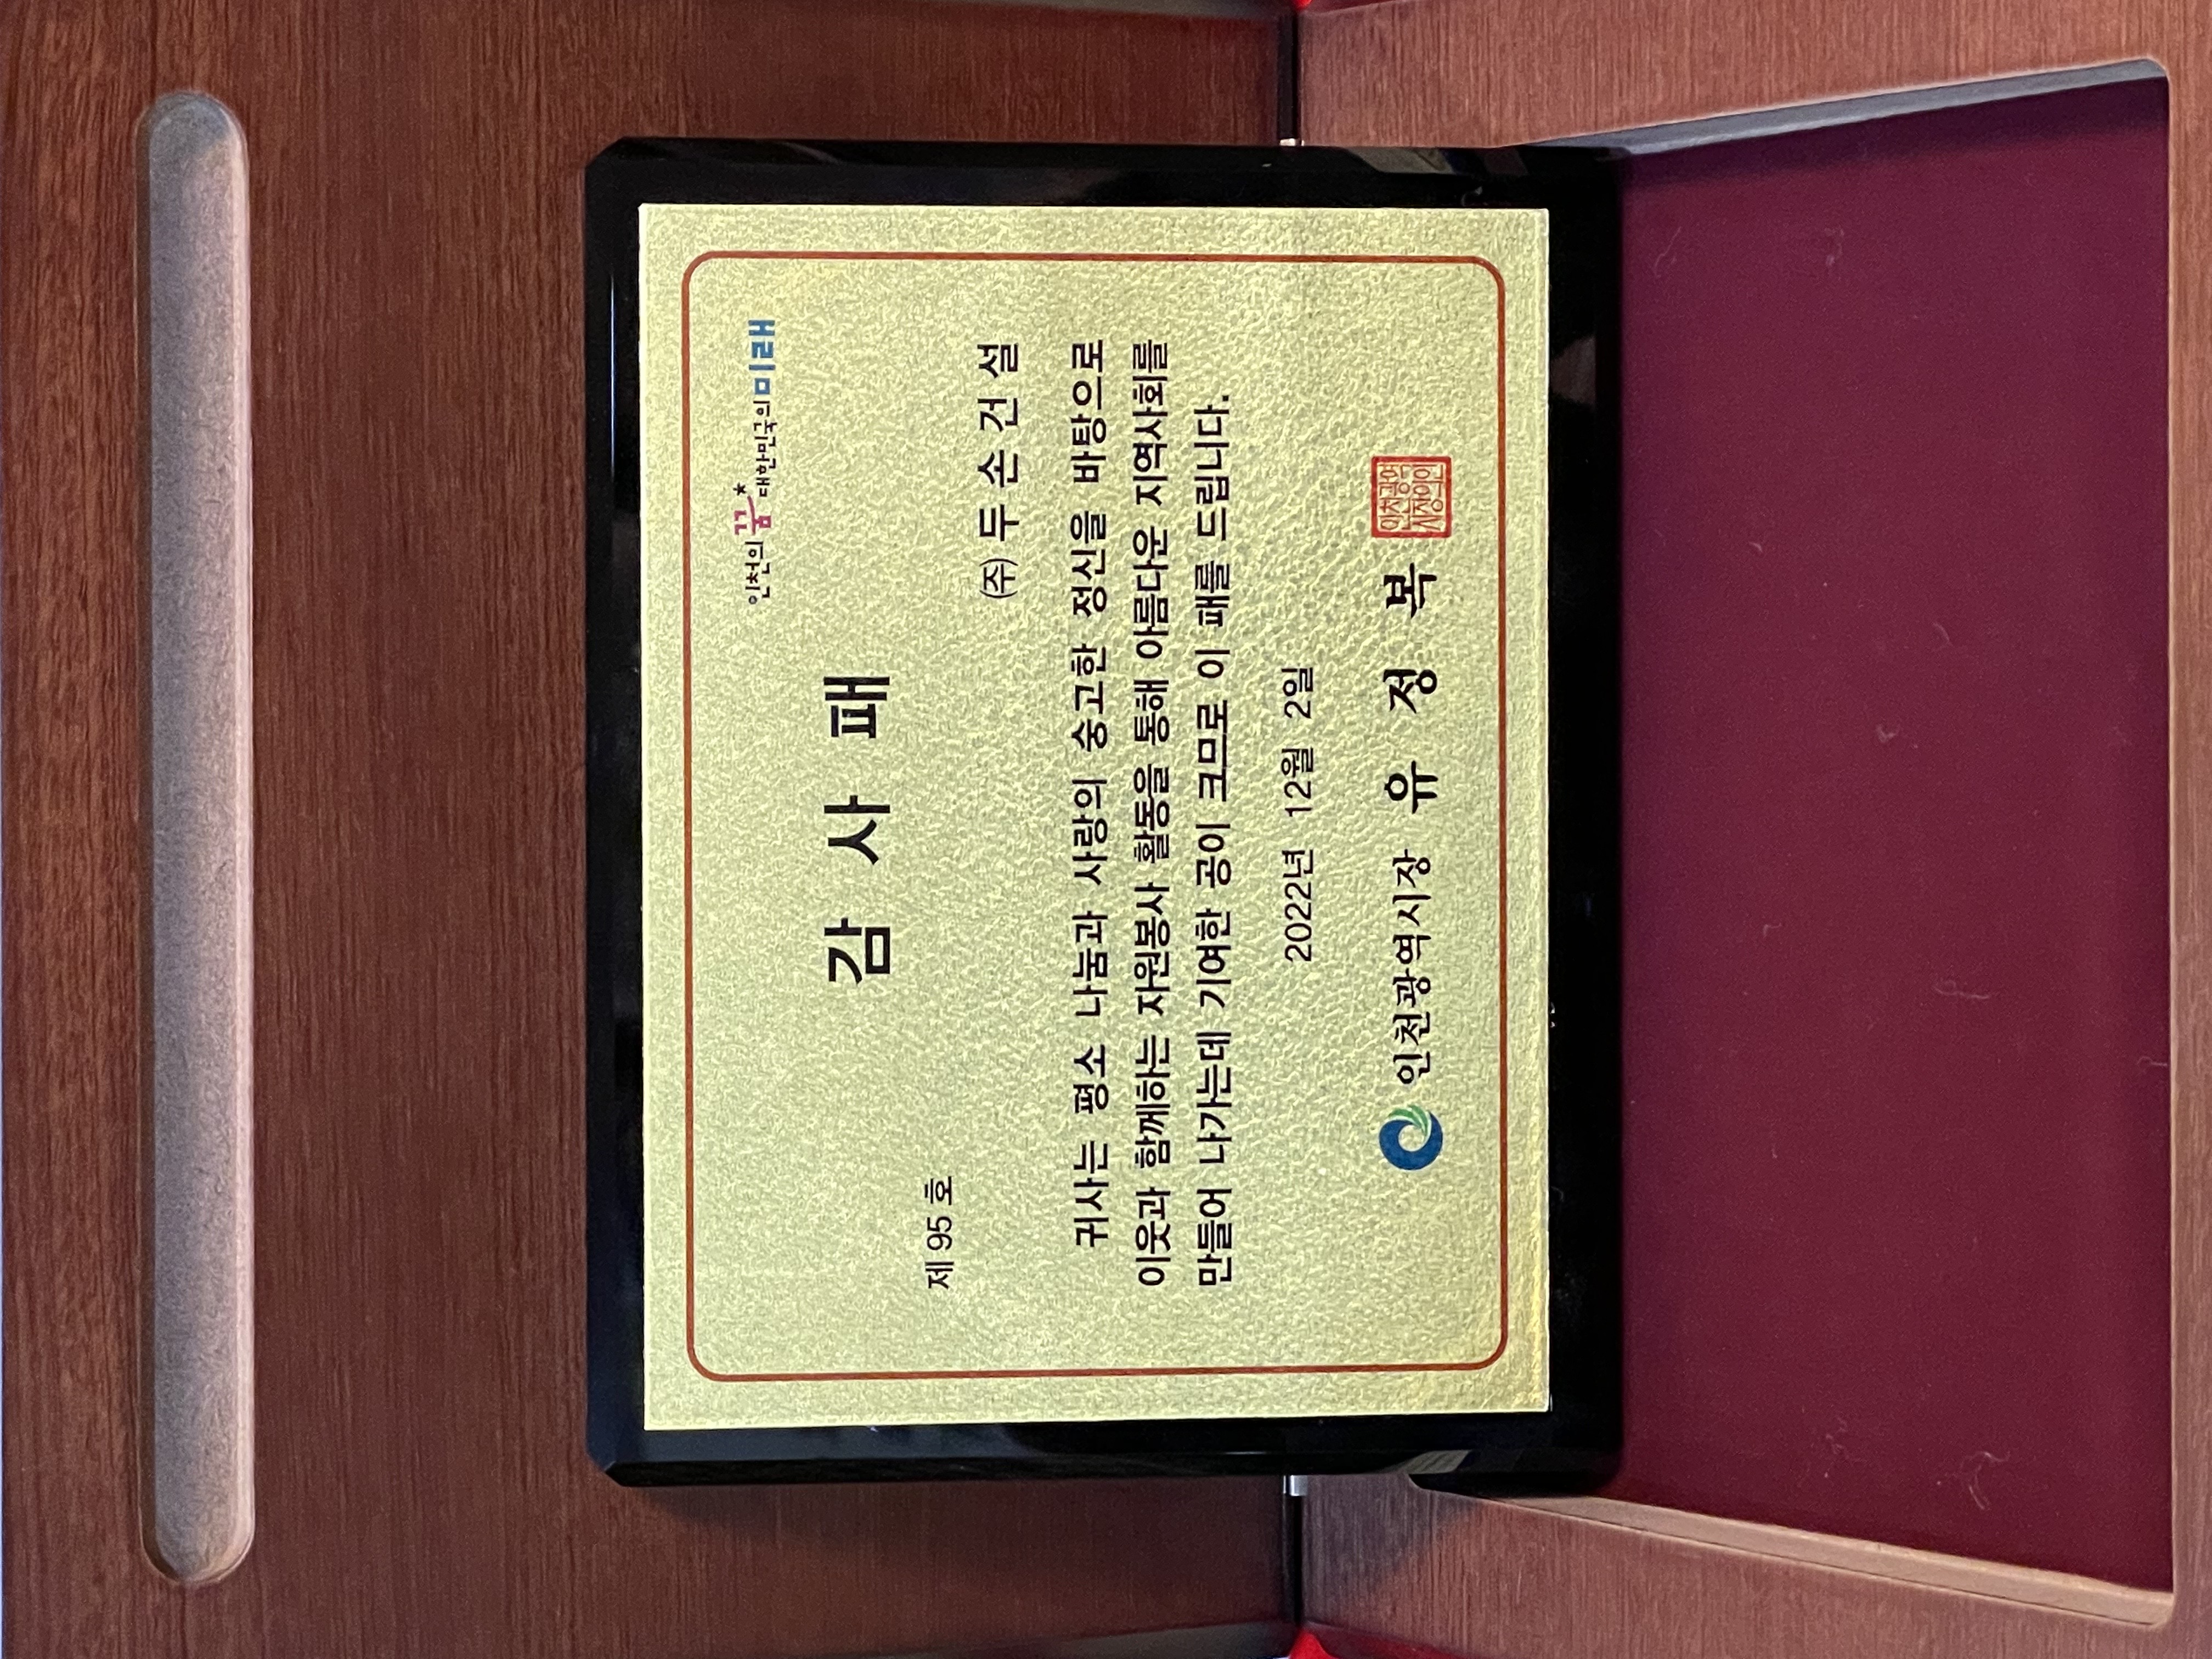 인천의 꿈 대한민국의 미래
감사패
제 95 호
㈜ 두손건설
귀사는 평소 나눔과 사랑의 숭고한 정신을 바탕으로
이웃과 함께하는 자원봉사 활동을 통해 아름다운 지역사회를
만들어 나가는데 기여한 공이 크므로 이 패를 드립니다.
2022년 12월 2일
인천광역시장 유정복
인천광역
시장의인